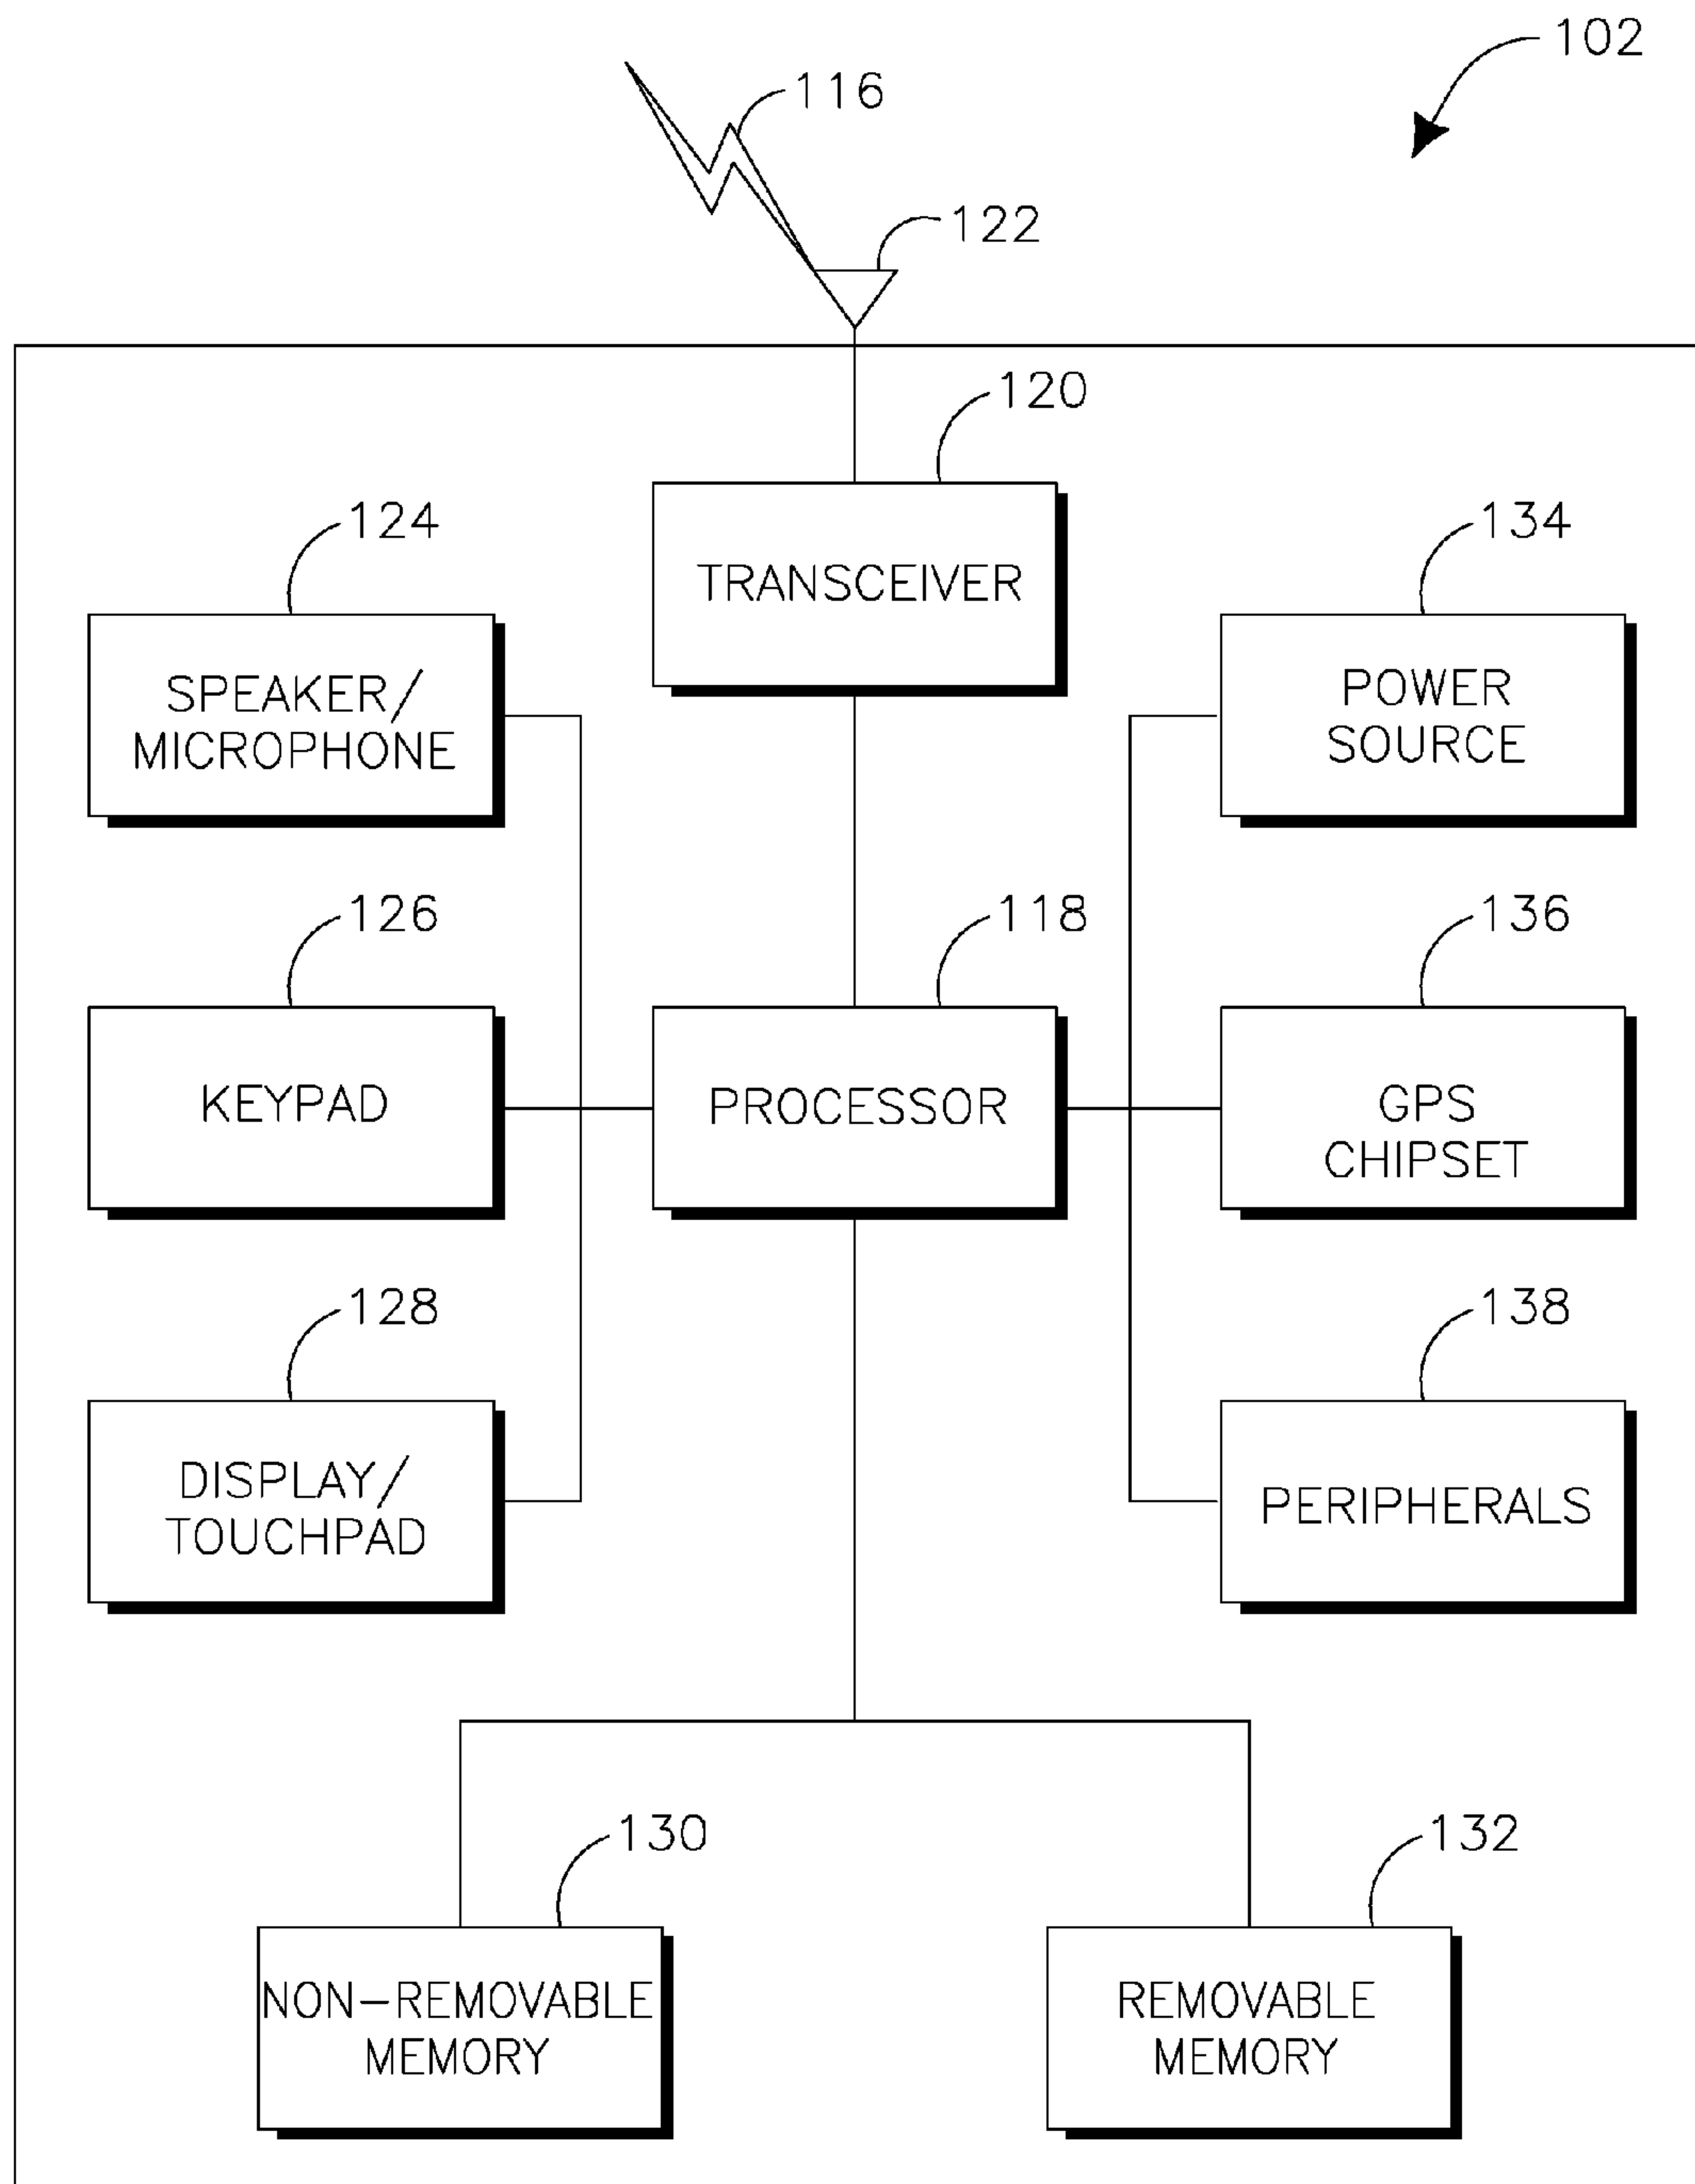 102
116
122
120
TRANSCEIVER
124
SPEAKER/
MICROPHONE
134
POWER
SOURCE
126
KEYPAD
118
PROCESSOR
136
GPS
CHIPSET
128
DISPLAY/
TOUCHPAD
138
PERIPHERALS
130
NON-REMOVABLE
MEMORY
132
REMOVABLE
MEMORY